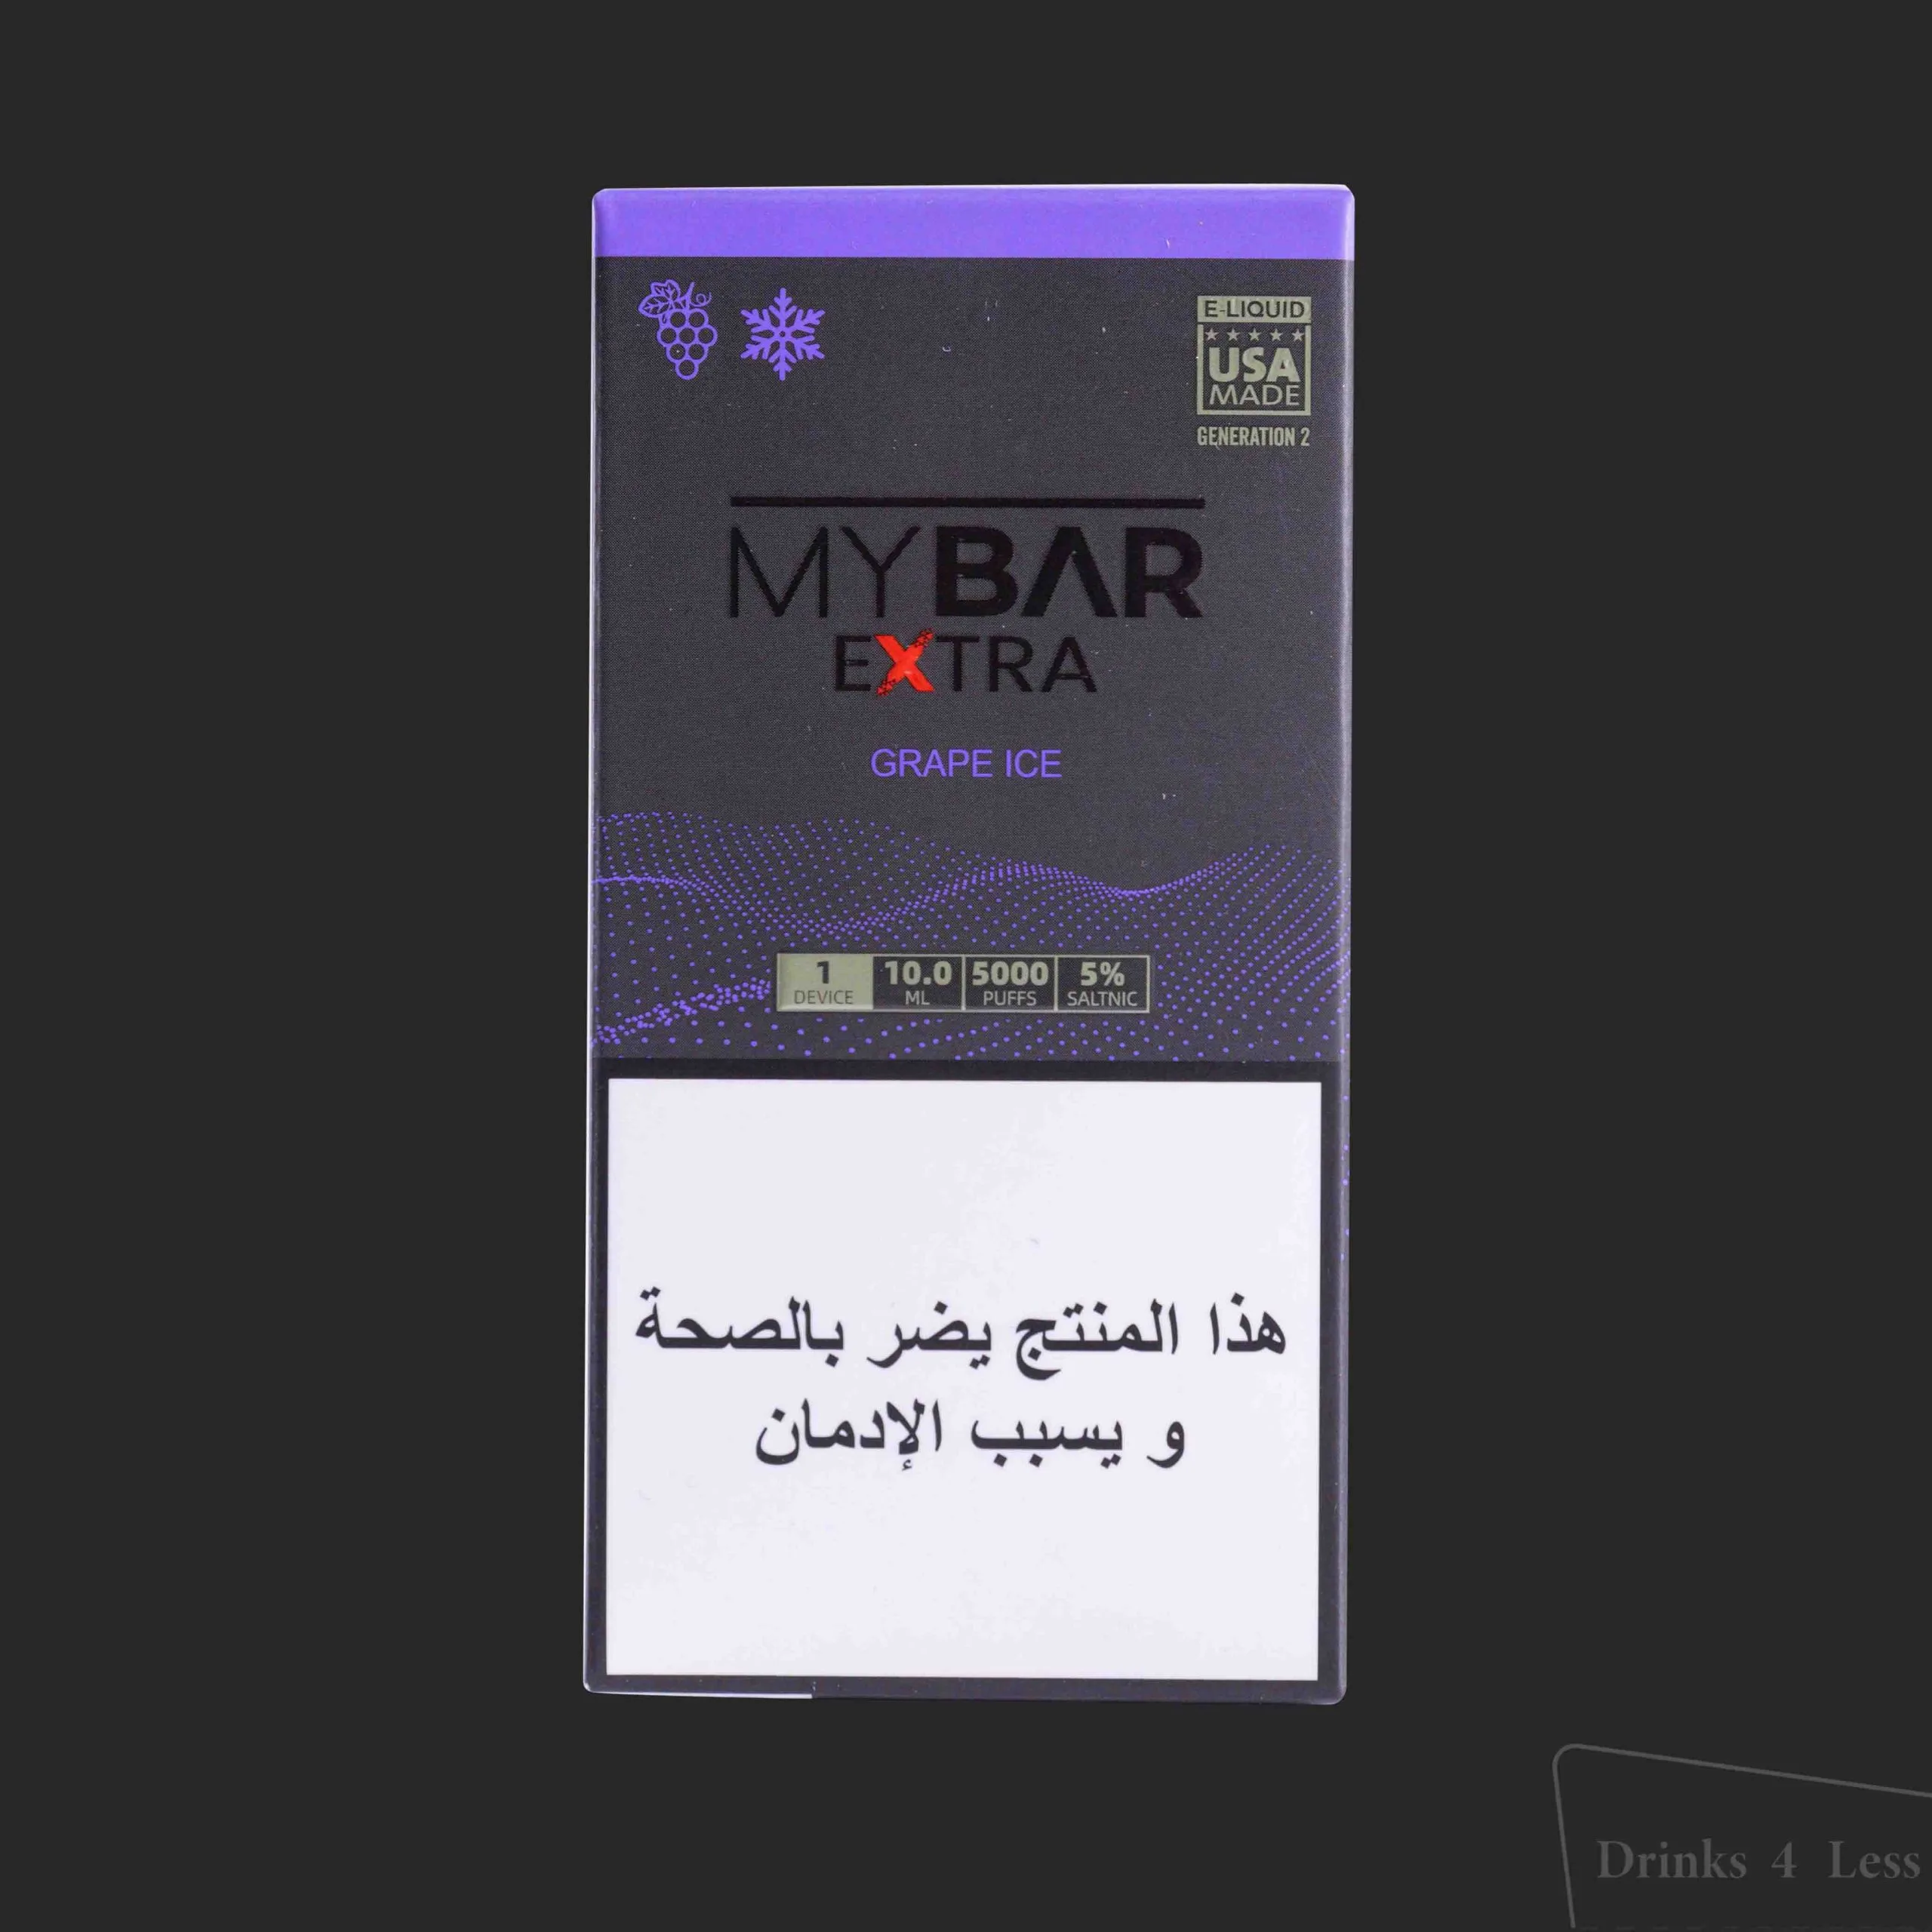 E-LIQUID
USA
MADE
GENERATION 2
MYBAR
EXTRA
GRAPE ICE
1 10.0 5000 5%
DEVICE ML PUFFS SALTNIC
هذا المنتج يضر بالصحة
و يسبب الإدمان
Drinks 4 Less